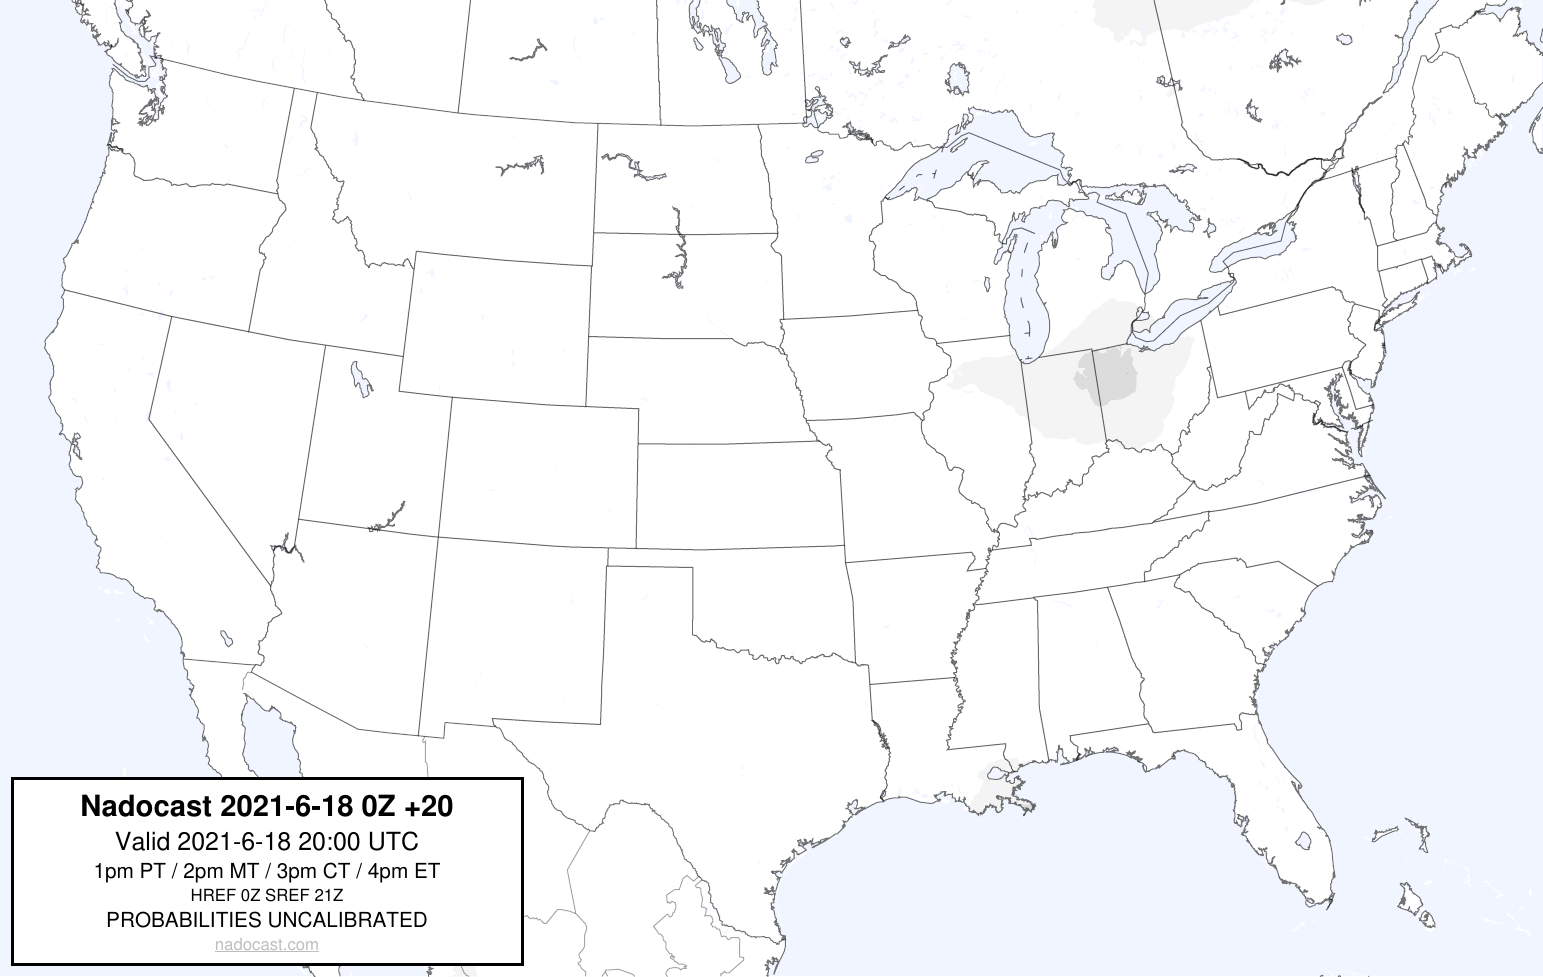 Nadocast 2021-6-18 0Z +20
Valid 2021-6-18 20:00 UTC
1pm PT / 2pm MT / 3pm CT / 4pm ET
HREF 0Z SREF 21Z
PROBABILITIES UNCALIBRATED
nadocast.com